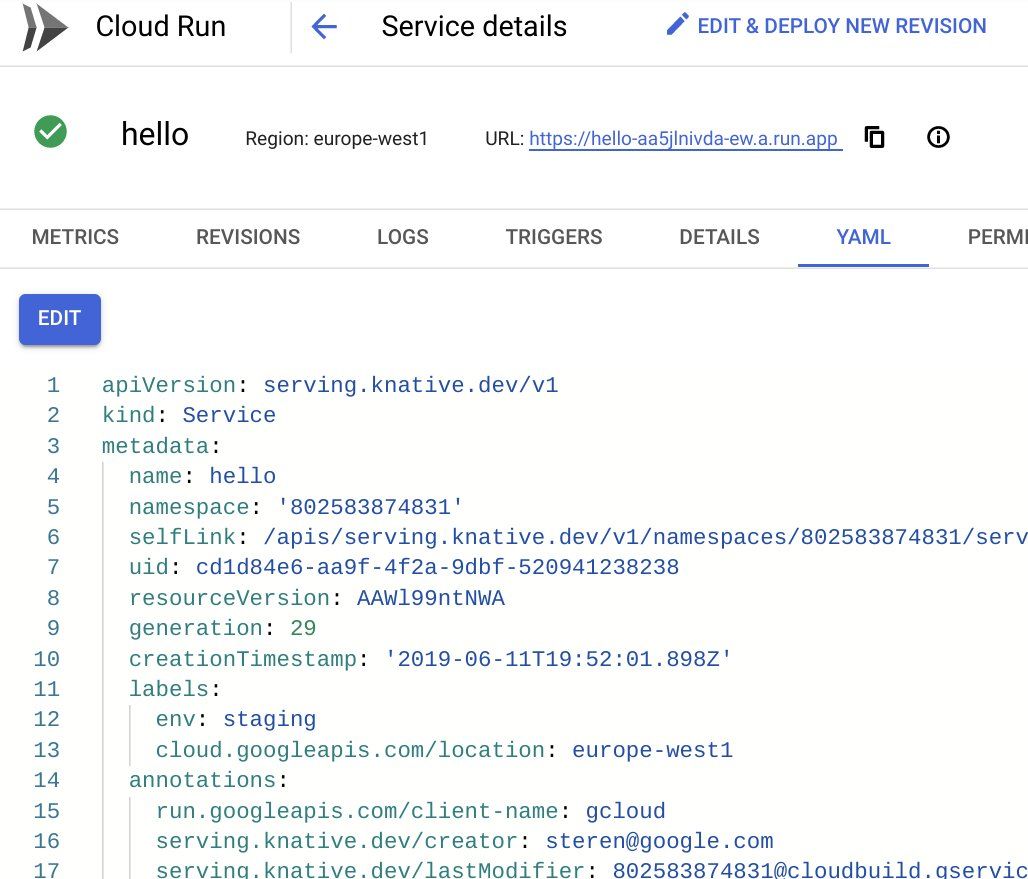 Cloud Run Service details EDIT & DEPLOY NEW REVISION
hello Region: europe-west1 URL: https://hello-aa5jlnivda-ew.a.run.app
METRICS REVISIONS LOGS TRIGGERS DETAILS YAML PERMI
EDIT
1 apiVersion: serving.knative.dev/v1
2 kind: Service
3 metadata:
4 name: hello
5 namespace: '802583874831'
6 selfLink: /apis/serving.knative.dev/v1/namespaces/802583874831/serv
7 uid: cd1d84e6-aa9f-4f2a-9dbf-520941238238
8 resourceVersion: AAWl99ntNWA
9 generation: 29
10 creationTimestamp: '2019-06-11T19:52:01.898Z'
11 labels:
12 env: staging
13 cloud.googleapis.com/location: europe-west1
14 annotations:
15 run.googleapis.com/client-name: gcloud
16 serving.knative.dev/creator: steren@google.com
17 serving.knative.dev/lastModifier: 802583874831@cloudbuild.gservic